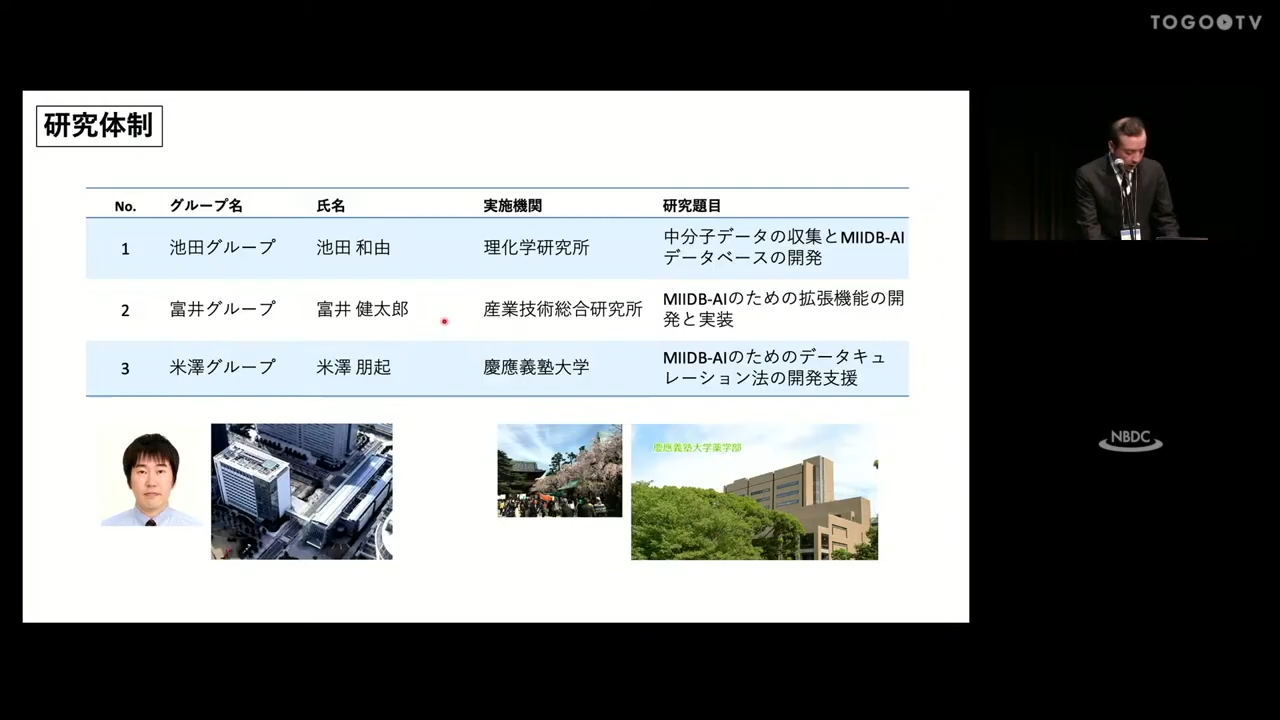 TOGO TV
研究体制
No. グループ名 氏名 実施機関 研究題目
1 池田グループ 池田 和由 理化学研究所 中分子データの収集とMIIDB-AI
データベースの開発
2 富井グループ 富井 健太郎 産業技術総合研究所 MIIDB-AIのための拡張機能の開
発と実装
3 米澤グループ 米澤 朋起 慶應義塾大学 MIIDB-AIのためのデータキュ
レーション法の開発支援
慶應義塾大学薬学部
NBDC